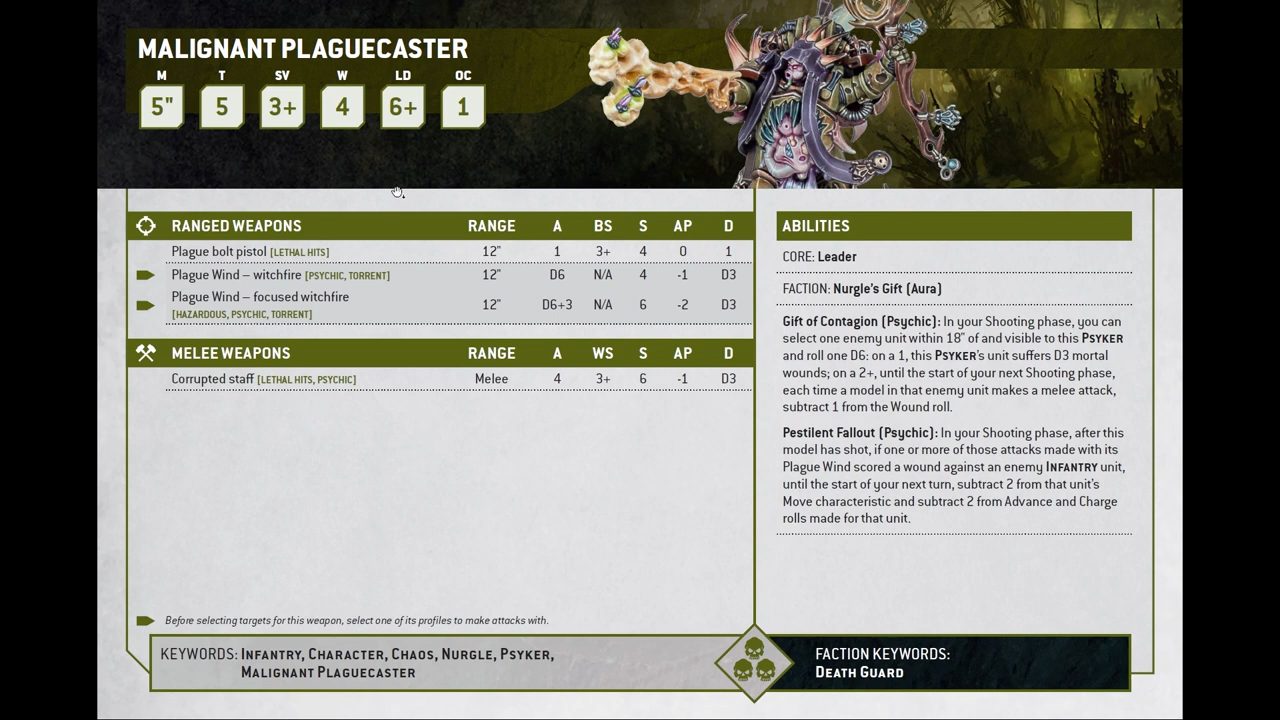 MALIGNANT PLAGUECASTER
M T SV W LD OC
5" 5 3+ 4 6+ 1
RANGED WEAPONS RANGE A BS S AP D
Plague bolt pistol [LETHAL HITS] 12" 1 3+ 4 0 1
Plague Wind – witchfire [PSYCHIC, TORRENT] 12" D6 N/A 4 -1 D3
Plague Wind – focused witchfire
[HAZARDOUS, PSYCHIC, TORRENT] 12" D6+3 N/A 6 -2 D3
MELEE WEAPONS RANGE A WS S AP D
Corrupted staff [LETHAL HITS, PSYCHIC] Melee 4 3+ 6 -1 D3
Before selecting targets for this weapon, select one of its profiles to make attacks with.
ABILITIES
CORE: Leader
FACTION: Nurgle's Gift (Aura)
Gift of Contagion (Psychic): In your Shooting phase, you can
select one enemy unit within 18" of and visible to this PSYKER
and roll one D6: on a 1, this PSYKER's unit suffers D3 mortal
wounds; on a 2+, until the start of your next Shooting phase,
each time a model in that enemy unit makes a melee attack,
subtract 1 from the Wound roll.
Pestilent Fallout (Psychic): In your Shooting phase, after this
model has shot, if one or more of those attacks made with its
Plague Wind scored a wound against an enemy INFANTRY unit,
until the start of your next turn, subtract 2 from that unit's
Move characteristic and subtract 2 from Advance and Charge
rolls made for that unit.
KEYWORDS: INFANTRY, CHARACTER, CHAOS, NURGLE, PSYKER,
MALIGNANT PLAGUECASTER
FACTION KEYWORDS:
DEATH GUARD